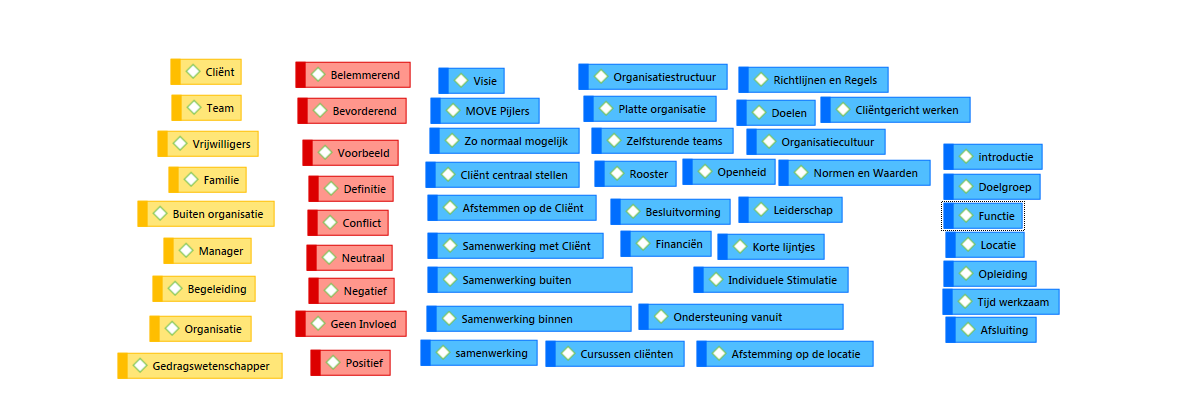 Cliënt
Team
Vrijwilligers
Familie
Buiten organisatie
Manager
Begeleiding
Organisatie
Gedragswetenschapper
Belemmerend
Bevorderend
Voorbeeld
Definitie
Conflict
Neutraal
Negatief
Geen Invloed
Positief
Visie
MOVE Pijlers
Zo normaal mogelijk
Cliënt centraal stellen
Afstemmen op de Cliënt
Samenwerking met Cliënt
Samenwerking buiten
Samenwerking binnen
samenwerking
Organisatiestructuur
Platte organisatie
Zelfsturende teams
Rooster
Besluitvorming
Financiën
Ondersteuning vanuit
Cursussen cliënten
Richtlijnen en Regels
Doelen
Cliëntgericht werken
Organisatiecultuur
Openheid
Normen en Waarden
Leiderschap
Korte lijntjes
Individuele Stimulatie
Afstemming op de locatie
introductie
Doelgroep
Functie
Locatie
Opleiding
Tijd werkzaam
Afsluiting